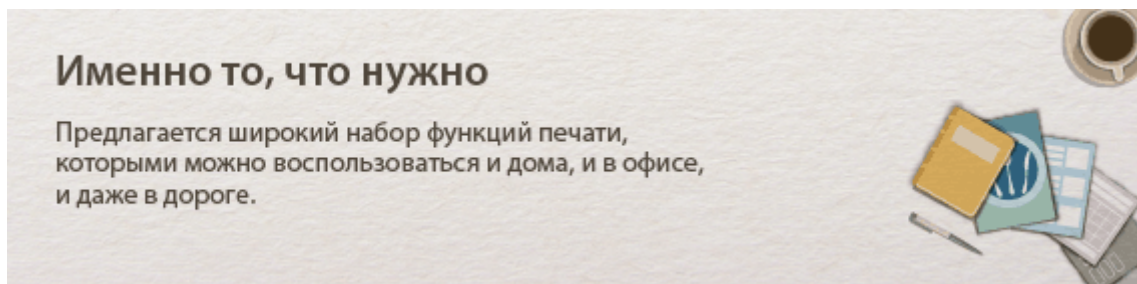 Именно то, что нужно
Предлагается широкий набор функций печати,
которыми можно воспользоваться и дома, и в офисе,
и даже в дороге.